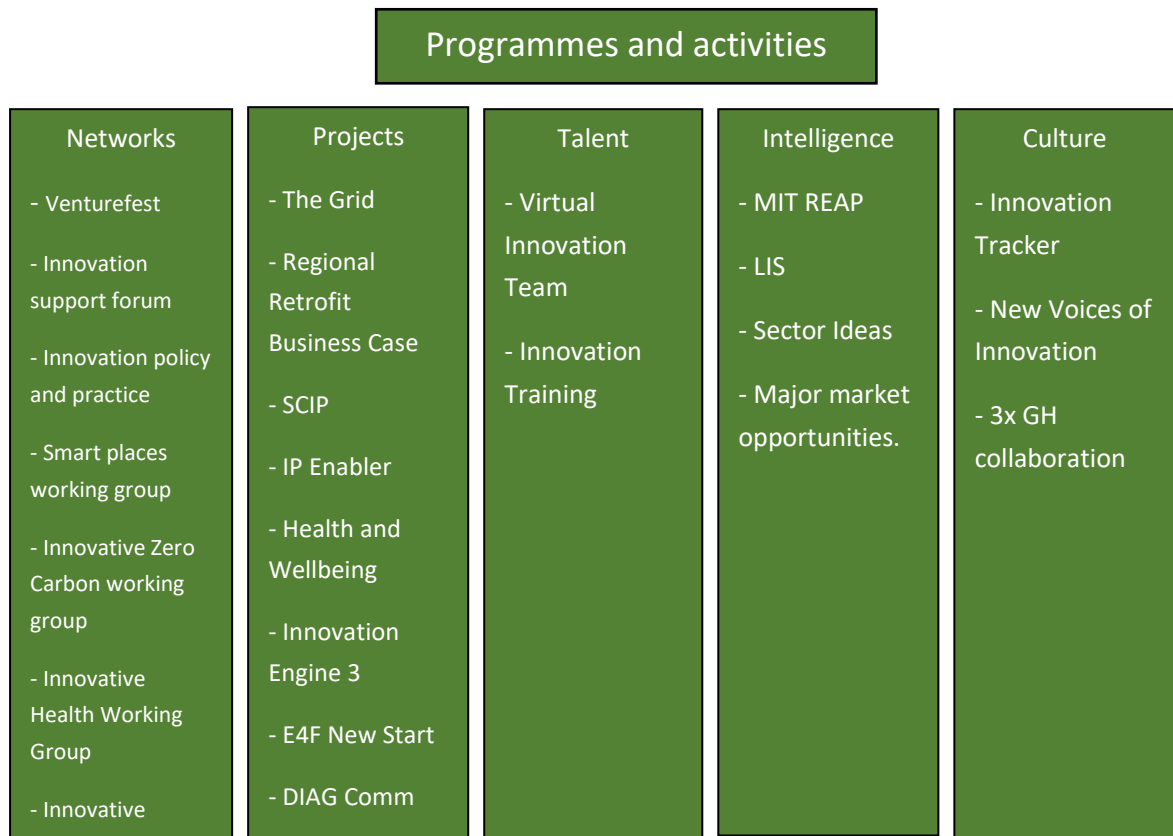 Programmes and activities
Networks
- Venturefest
- Innovation
support forum
- Innovation policy
and practice
- Smart places
working group
- Innovative Zero
Carbon working
group
- Innovative
Health Working
Group
- Innovative
Projects
- The Grid
- Regional
Retrofit
Business Case
- SCIP
- IP Enabler
- Health and
Wellbeing
- Innovation
Engine 3
- E4F New Start
- DIAG Comm
Talent
- Virtual
Innovation
Team
- Innovation
Training
Intelligence
- MIT REAP
- LIS
- Sector Ideas
- Major market
opportunities.
Culture
- Innovation
Tracker
- New Voices of
Innovation
- 3x GH
collaboration